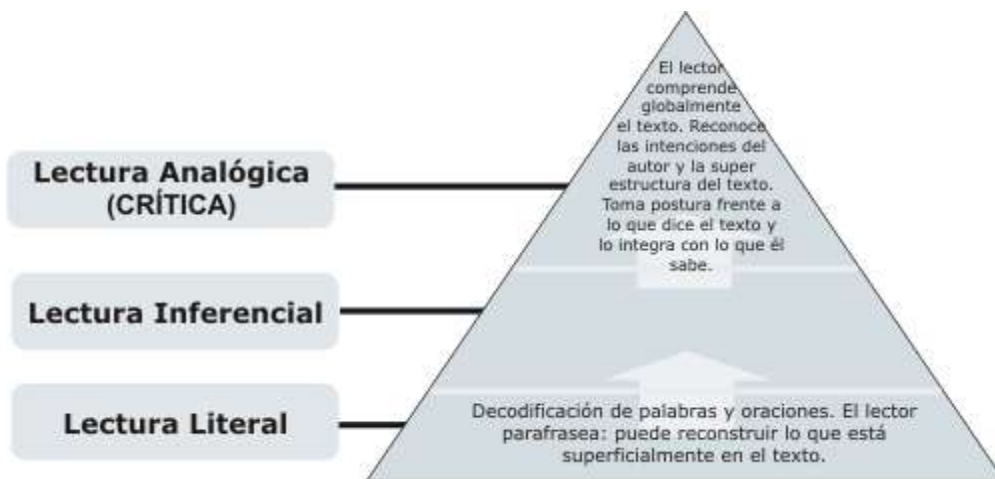 El lector
comprende
globalmente
el texto. Reconoce
las intenciones del
autor y la super
estructura del texto.
Toma postura frente a
lo que dice el texto y
lo integra con lo que él
sabe.
Lectura Analógica
(CRÍTICA)
Lectura Inferencial
Lectura Literal
Decodificación de palabras y oraciones. El lector
parafrasea: puede reconstruir lo que está
superficialmente en el texto.